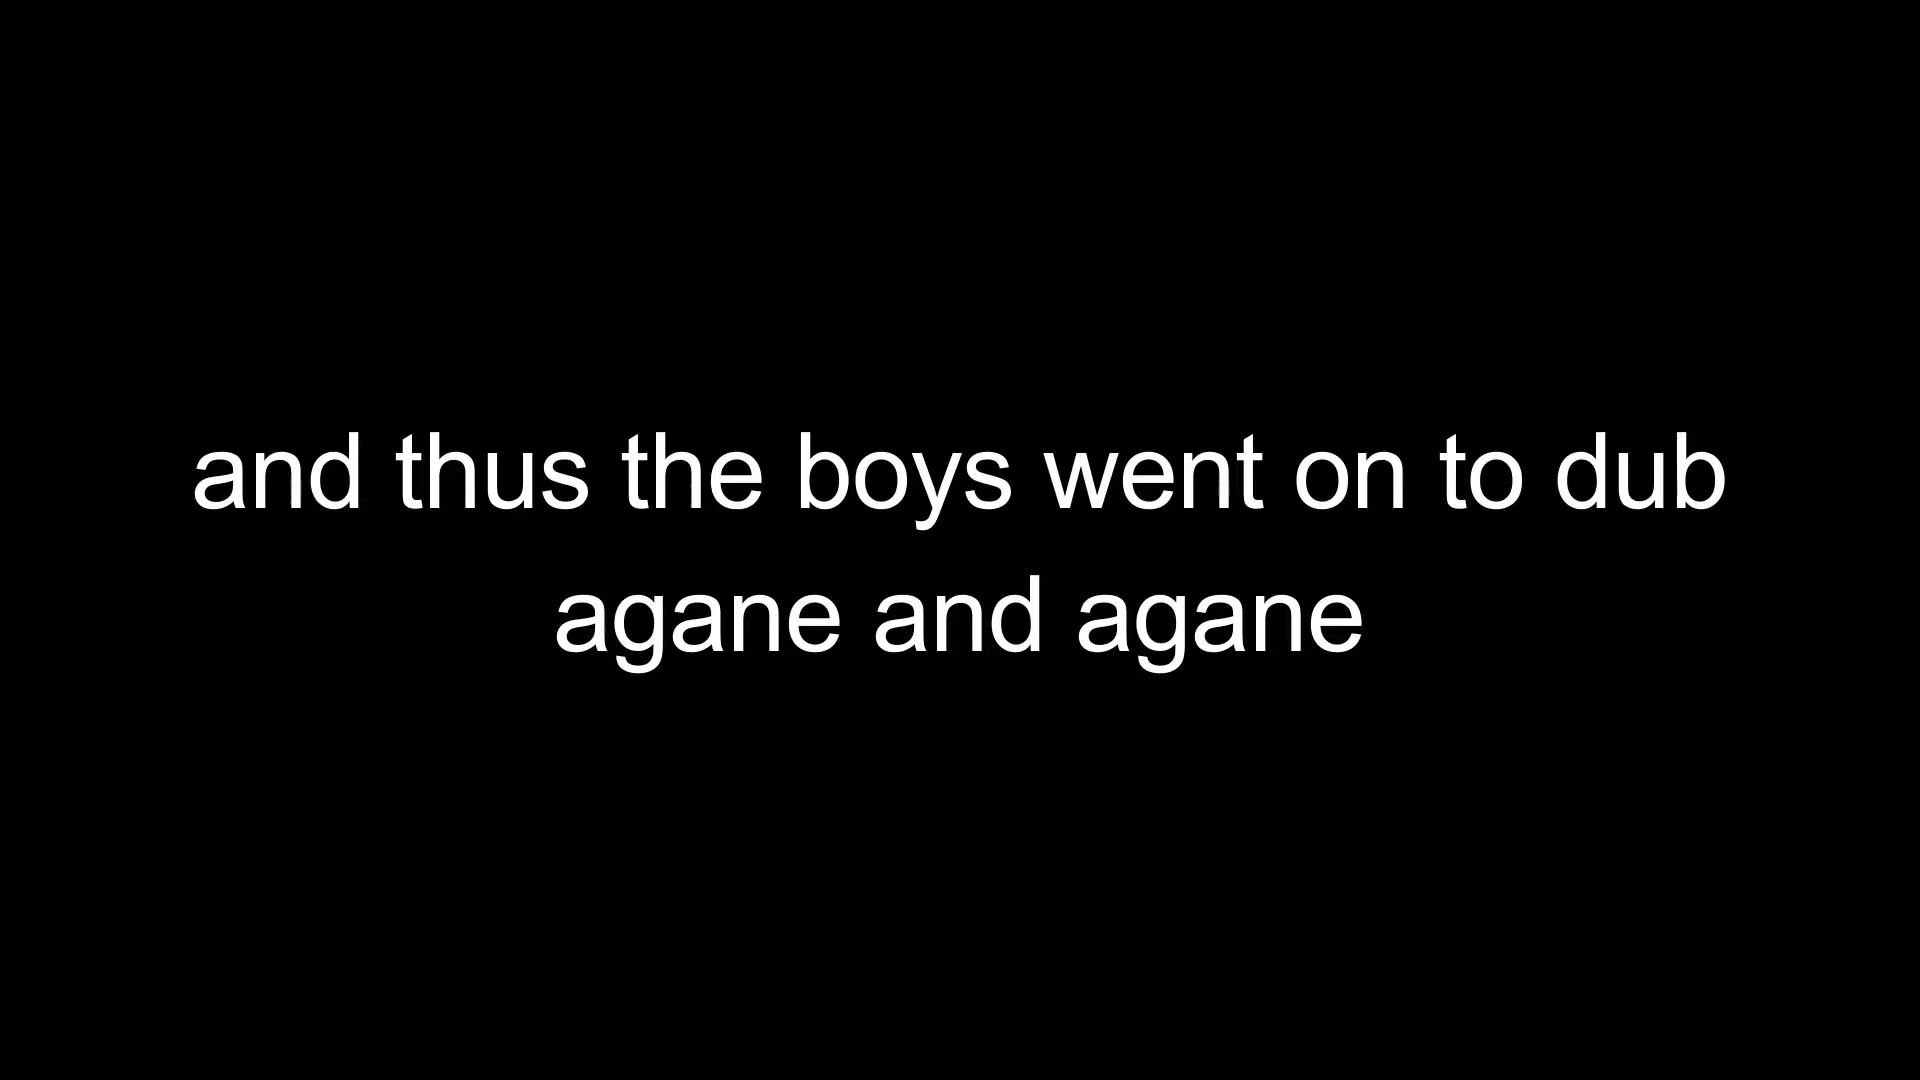 and thus the boys went on to dub
agane and agane